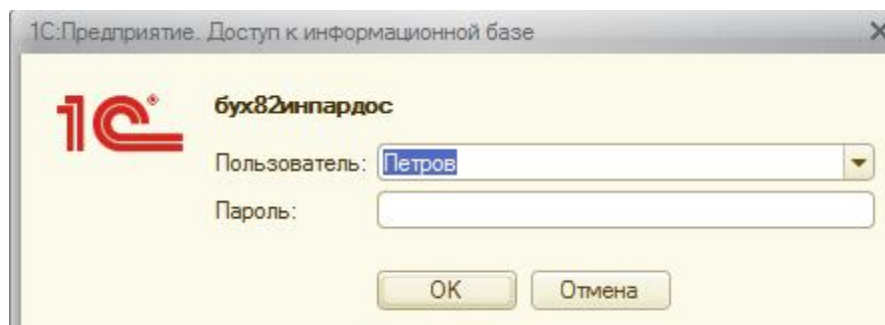 1С:Предприятие. Доступ к информационной базе
1С®
бух82инпардос
Пользователь: Петров
Пароль:
OK Отмена